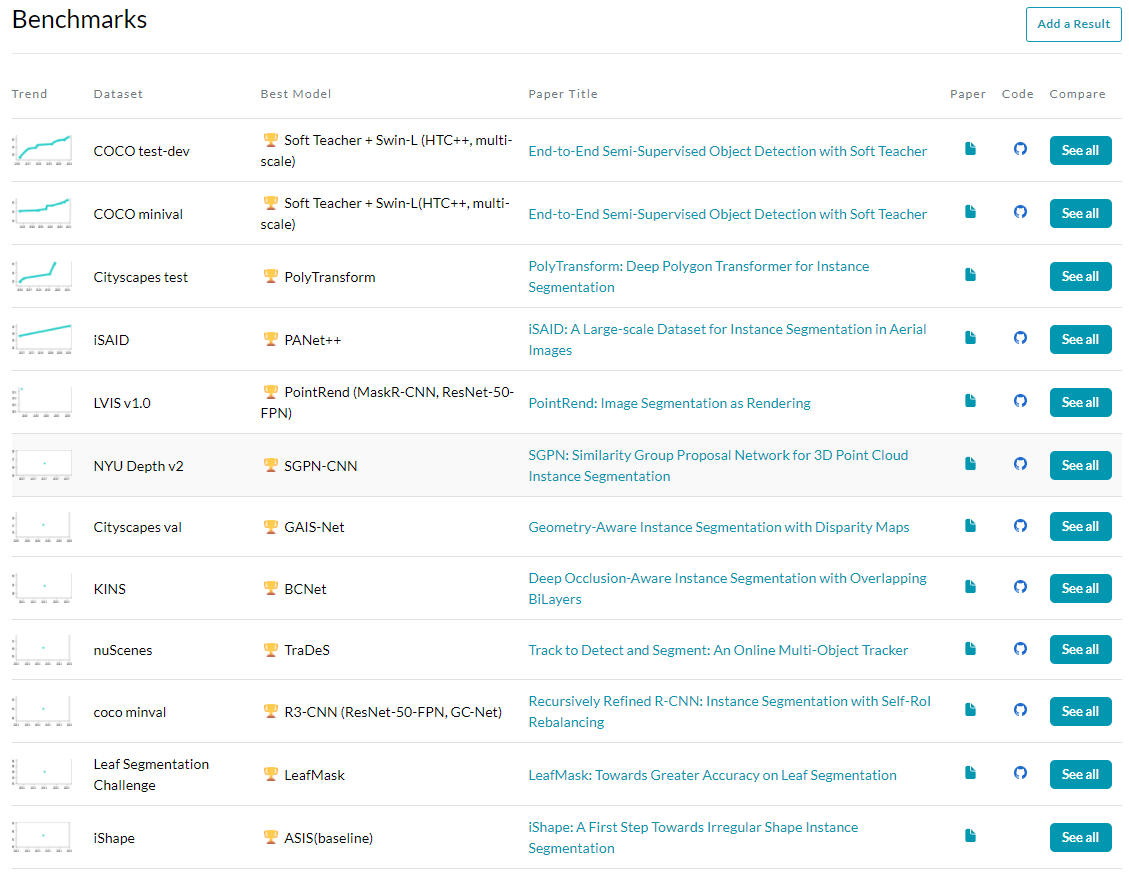 Benchmarks
Add a Result
Trend Dataset Best Model Paper Title Paper Code Compare
COCO test-dev
Soft Teacher + Swin-L (HTC++, multi-
scale)
End-to-End Semi-Supervised Object Detection with Soft Teacher
See all
COCO minival
Soft Teacher + Swin-L(HTC++, multi-
scale)
End-to-End Semi-Supervised Object Detection with Soft Teacher
See all
Cityscapes test
PolyTransform
PolyTransform: Deep Polygon Transformer for Instance
Segmentation
See all
iSAID
PANet++
iSAID: A Large-scale Dataset for Instance Segmentation in Aerial
Images
See all
LVIS v1.0
PointRend (MaskR-CNN, ResNet-50-
FPN)
PointRend: Image Segmentation as Rendering
See all
NYU Depth v2
SGPN-CNN
SGPN: Similarity Group Proposal Network for 3D Point Cloud
Instance Segmentation
See all
Cityscapes val
GAIS-Net
Geometry-Aware Instance Segmentation with Disparity Maps
See all
KINS
BCNet
Deep Occlusion-Aware Instance Segmentation with Overlapping
BiLayers
See all
nuScenes
TraDeS
Track to Detect and Segment: An Online Multi-Object Tracker
See all
coco minval
R3-CNN (ResNet-50-FPN, GC-Net)
Recursively Refined R-CNN: Instance Segmentation with Self-RoI
Rebalancing
See all
Leaf Segmentation
Challenge
LeafMask
LeafMask: Towards Greater Accuracy on Leaf Segmentation
See all
iShape
ASIS(baseline)
iShape: A First Step Towards Irregular Shape Instance
Segmentation
See all